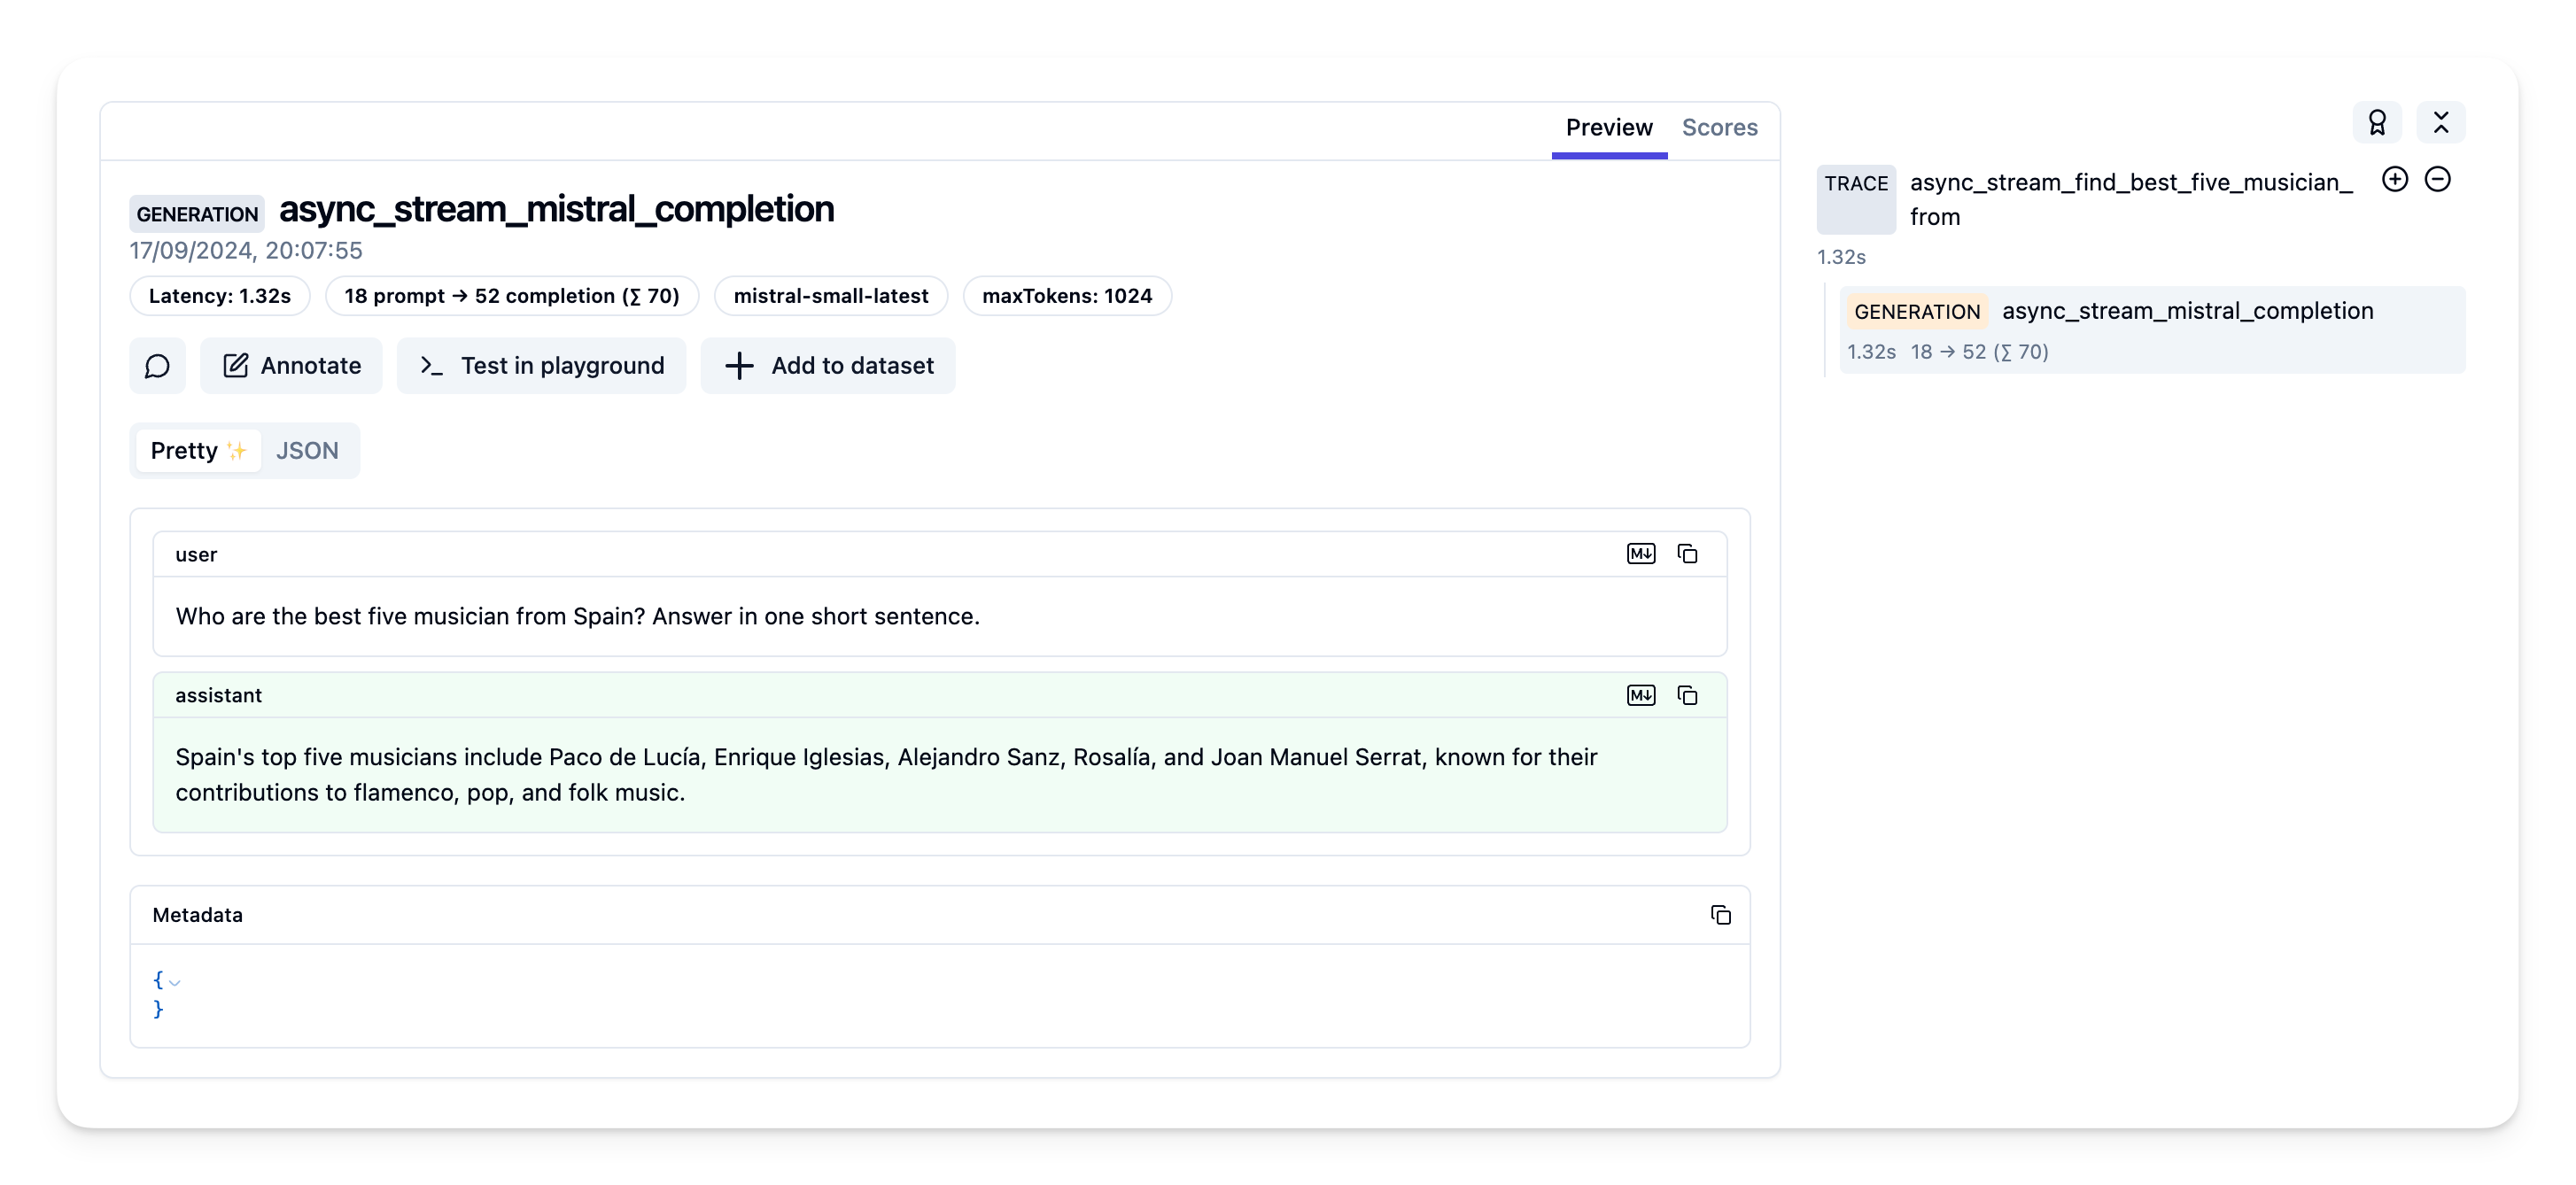 Preview Scores
GENERATION async_stream_mistral_completion
17/09/2024, 20:07:55
Latency: 1.32s 18 prompt → 52 completion (∑ 70) mistral-small-latest maxTokens: 1024
Annotate Test in playground Add to dataset
Pretty ✨ JSON
user M↓
Who are the best five musician from Spain? Answer in one short sentence.
assistant M↓
Spain's top five musicians include Paco de Lucía, Enrique Iglesias, Alejandro Sanz, Rosalía, and Joan Manuel Serrat, known for their
contributions to flamenco, pop, and folk music.
Metadata
{
}
TRACE async_stream_find_best_five_musician_
from
1.32s
GENERATION async_stream_mistral_completion
1.32s 18 → 52 (∑ 70)